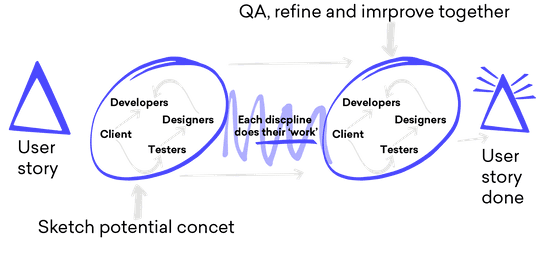 QA, refine and imrprove together
Developers
Designers
Client
Testers
Each discpline
does their 'work'
Developers
Designers
Client
Testers
User
story
User
story
done
Sketch potential concet